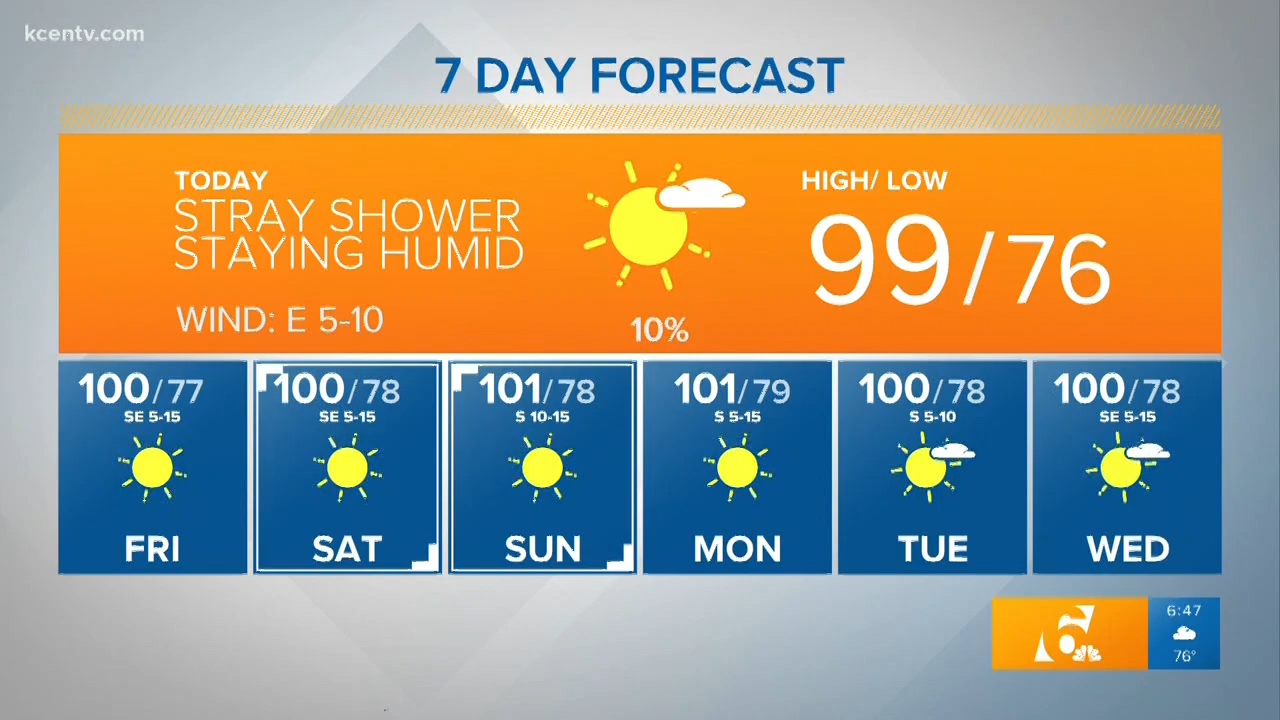 kcentv.com
7 DAY FORECAST
TODAY
STRAY SHOWER
STAYING HUMID
WIND: E 5-10
10%
HIGH/ LOW
99/76
100/77
SE 5-15
FRI
100/78
SE 5-15
SAT
101/78
S 10-15
SUN
101/79
S 5-15
MON
100/78
S 5-10
TUE
100/78
SE 5-15
WED
6
6:47
76°